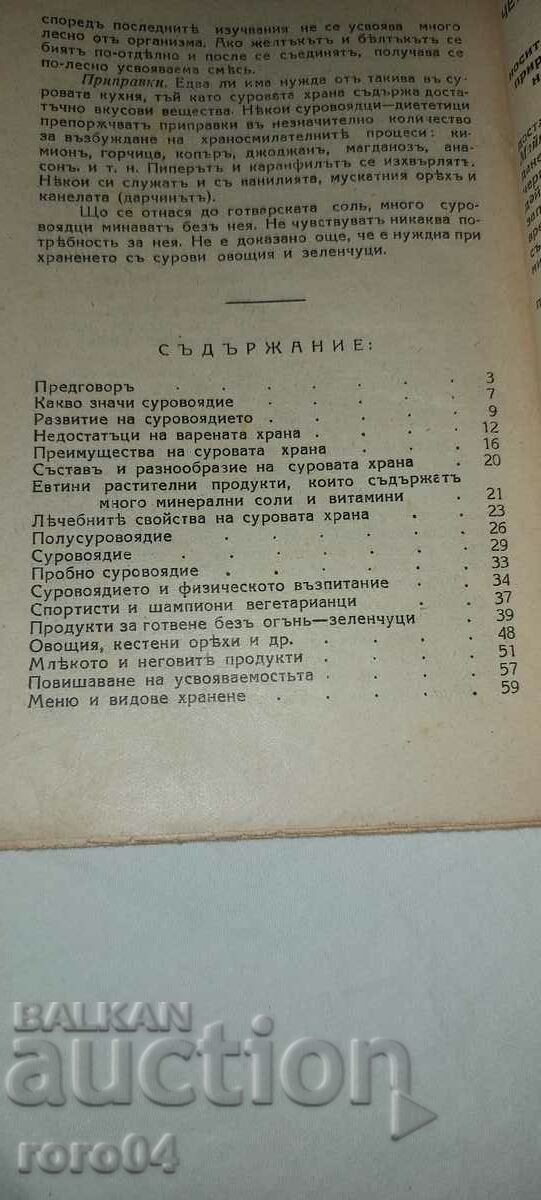 споредъ последнитѣ изучвания не се усвоява много
лесно отъ организма. Ако желтъкътъ и бѣлтъкътъ се
биятъ по-отдѣлно и после се съединятъ, получава се
по-лесно усвояваема смѣсь.
Приправки. Едва ли има нужда отъ такива въ су-
ровата кухня, тъй като суровата храна съдържа доста-
тъчно вкусови вещества. Нѣкои суровоядци—диететици
препоржчватъ приправки въ незначително количество
за възбуждане на храносмилателнитѣ процеси: ки-
мионъ, горчица, копъръ, джоджанъ, магданозъ, ана-
сонъ. и т. н. Пиперътъ и каранфилътъ се изхвърлятъ.
Нѣкои си служатъ и съ ванилията, мускатния орѣхъ и
канелата (дарчинътъ).
Що се отнася до готварската соль, много суро-
воядци минаватъ безъ нея. Не чувствуватъ никаква по-
трѣбность за нея. Не е доказано още, че е нуждна при
храненето съ сурови овощия и зеленчуци.
СЪДЪРЖАНИЕ:
Предговоръ . . . . . . . 3
Какво значи суровоядие . . . . . 7
Развитие на суровоядието . . . . . 9
Недостатъци на варената храна . . . . 12
Преимущества на суровата храна . . . 16
Съставъ и разнообразие на суровата храна . 20
Евтини растителни продукти, които съдържатъ
много минерални соли и витамини . 21
Лѣчебнитѣ свойства на суровата храна . . 23
Полусуровоядие . . . . . . 26
Суровоядие . . . . . . . 29
Пробно суровоядие . . . . . . 33
Суровоядието и физическото възпитание . . 34
Спортисти и шампиони вегетарианци . . 37
Продукти за готвене безъ огънь—зеленчуци . 39
Овощия, кестени орѣхи и др. . . . . 48
Млѣкото и неговитѣ продукти . . . . 51
Повишаване на усвояваемостьта . . . . 57
Меню и видове хранене . . . . . 59
BALKAN
auction
roro04